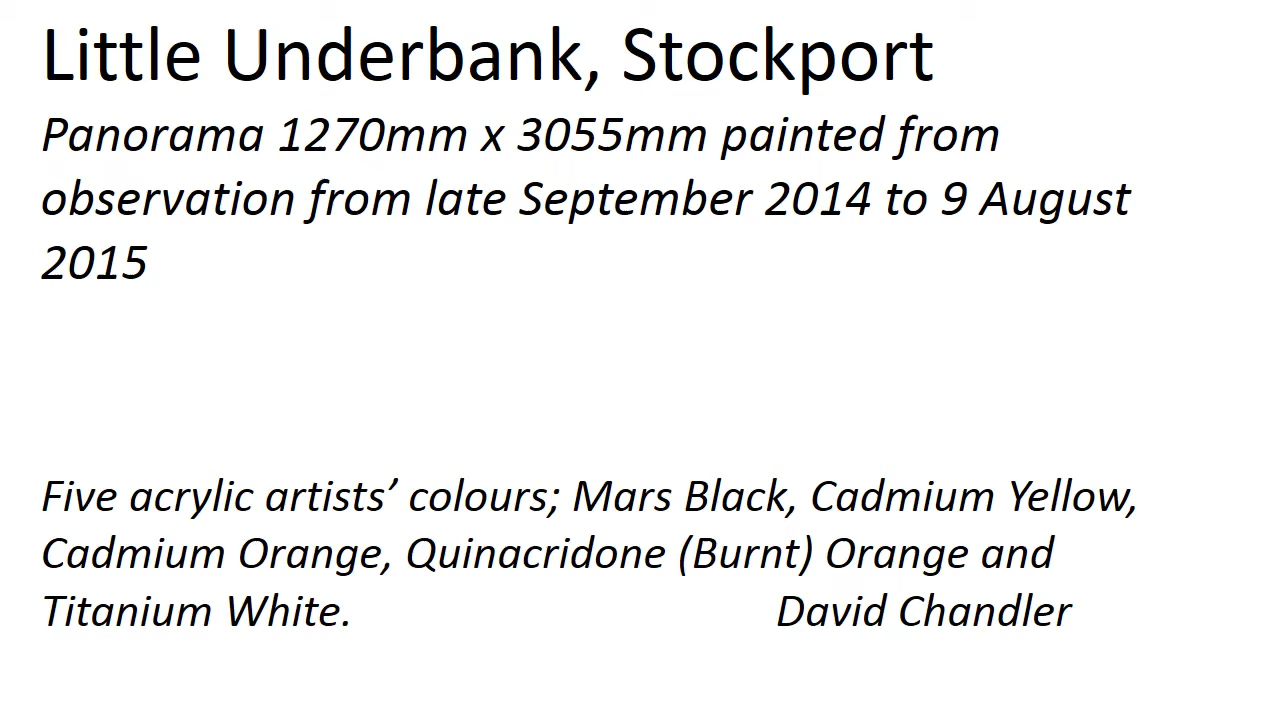 Little Underbank, Stockport
Panorama 1270mm x 3055mm painted from
observation from late September 2014 to 9 August
2015
Five acrylic artists’ colours; Mars Black, Cadmium Yellow,
Cadmium Orange, Quinacridone (Burnt) Orange and
Titanium White. David Chandler